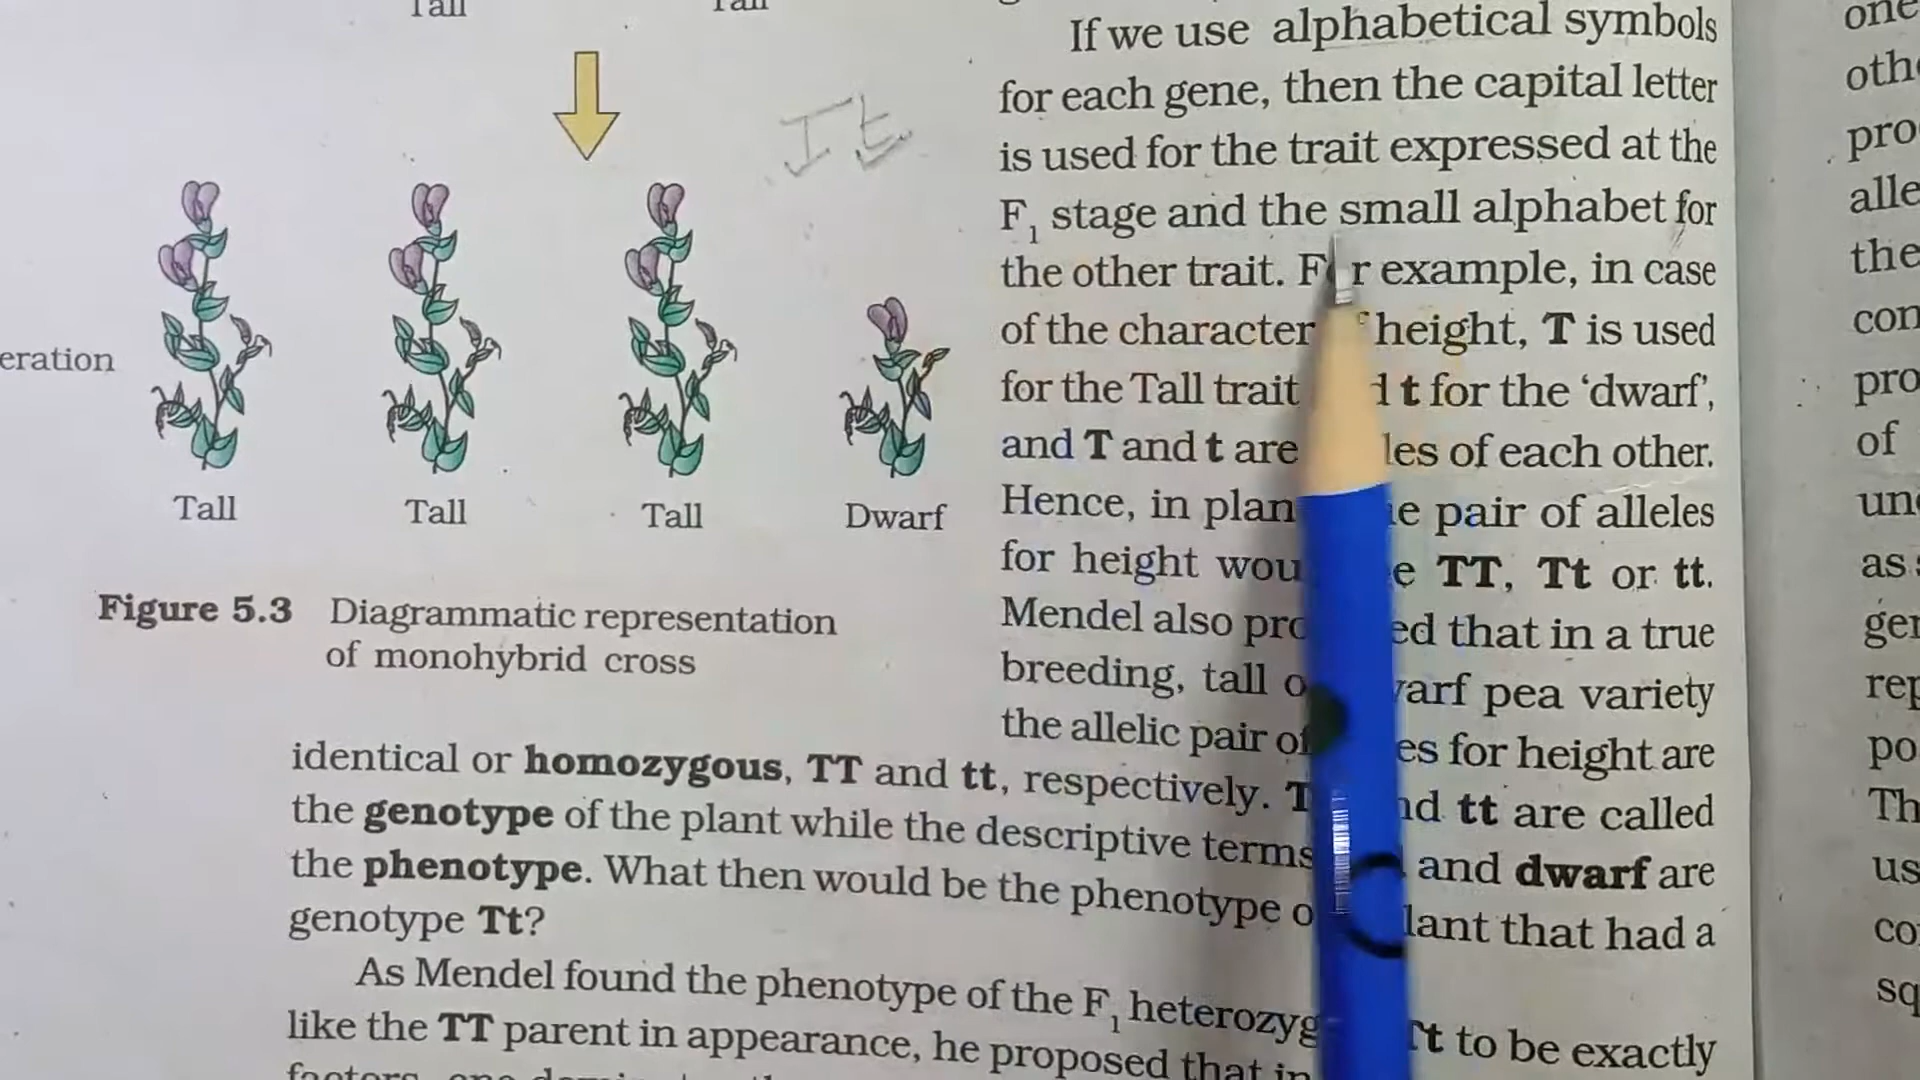 Tall Tall
eration
Tall Tall Tall Dwarf
Figure 5.3 Diagrammatic representation
of monohybrid cross
If we use alphabetical symbols
for each gene, then the capital letter
is used for the trait expressed at the
F1 stage and the small alphabet for
the other trait. For example, in case
of the character height, T is used
for the Tall trait t for the ‘dwarf’,
and T and t are les of each other.
Hence, in plan pair of alleles
for height wou TT, Tt or tt.
Mendel also pro ed that in a true
breeding, tall arf pea variety
the allelic pair of es for height are
identical or homozygous, TT and tt, respectively. T nd tt are called
the genotype of the plant while the descriptive terms and dwarf are
the phenotype. What then would be the phenotype o lant that had a
genotype Tt?
As Mendel found the phenotype of the F1 heterozyg Tt to be exactly
like the TT parent in appearance, he proposed that in
one
oth
pro
alle
the
con
pro
of
un
as
gen
rep
po
Th
us
co
sq